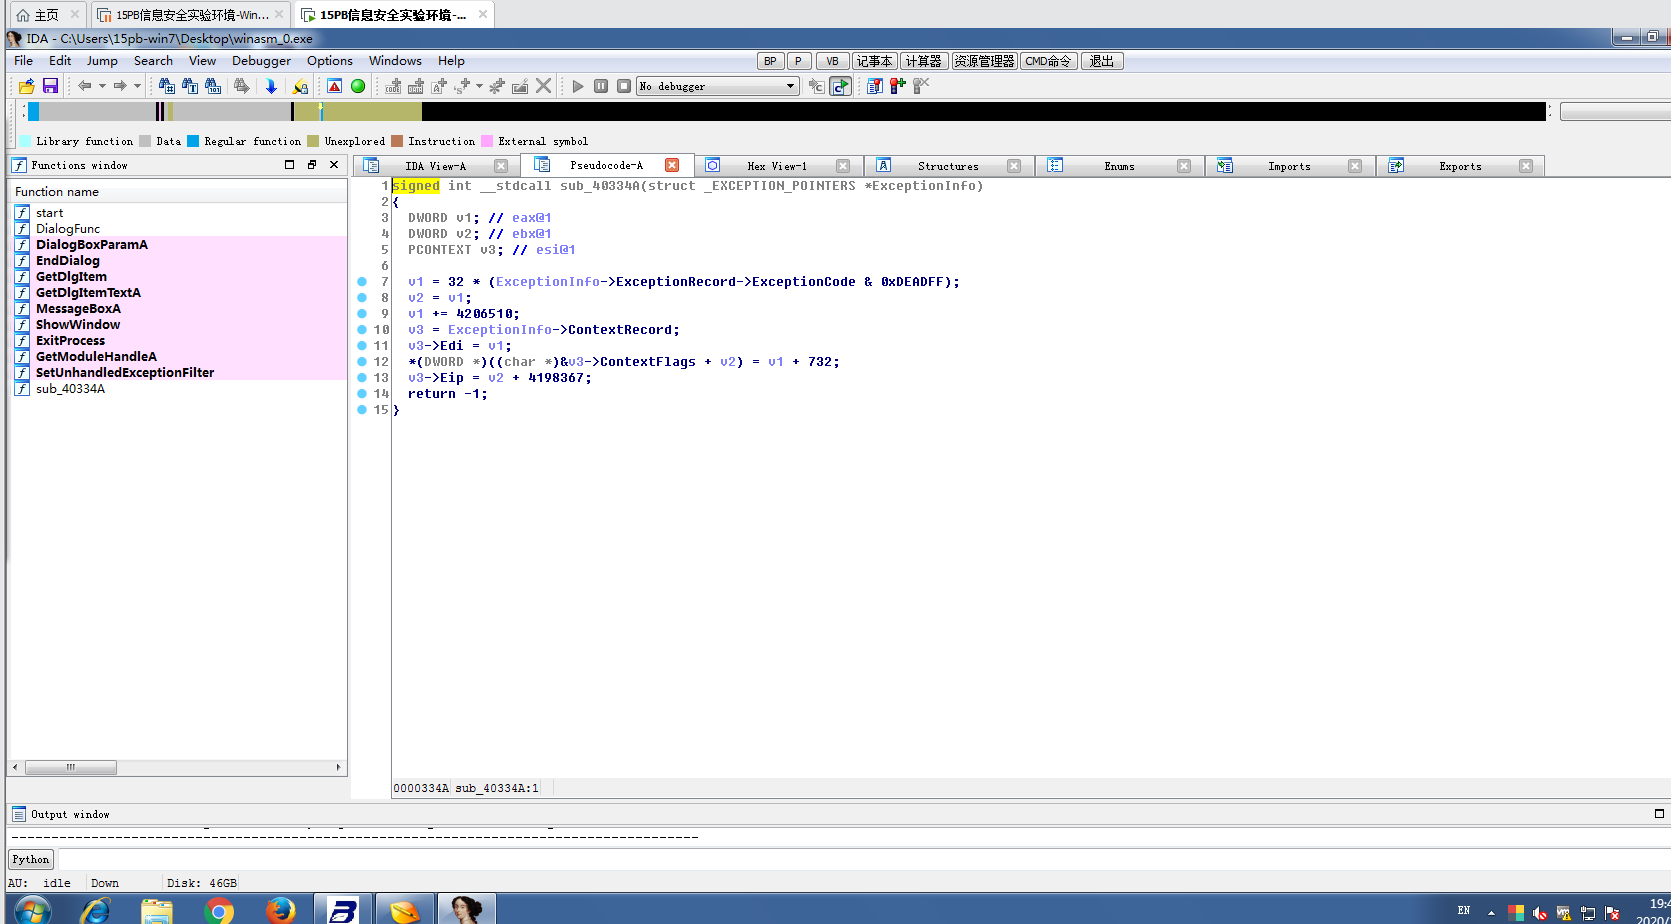 主页
15PB信息安全实验环境-Win...
15PB信息安全实验环境-...
IDA - C:\Users\15pb-win7\Desktop\winasm_0.exe
File Edit Jump Search View Debugger Options Windows Help
BP P VB 记事本 计算器 资源管理器 CMD命令 退出
No debugger
Library function Data Regular function Unexplored Instruction External symbol
Functions window
IDA View-A Pseudocode-A Hex View-1 Structures Enums Imports Exports
Function name
start
DialogFunc
DialogBoxParamA
EndDialog
GetDlgItem
GetDlgItemTextA
MessageBoxA
ShowWindow
ExitProcess
GetModuleHandleA
SetUnhandledExceptionFilter
sub_40334A
1 signed int __stdcall sub_40334A(struct _EXCEPTION_POINTERS *ExceptionInfo)
2 {
3 DWORD v1; // eax@1
4 DWORD v2; // ebx@1
5 PCONTEXT v3; // esi@1
6
7 v1 = 32 * (ExceptionInfo->ExceptionRecord->ExceptionCode & 0xDEADFF);
8 v2 = v1;
9 v1 += 4206510;
10 v3 = ExceptionInfo->ContextRecord;
11 v3->Edi = v1;
12 *(DWORD *)((char *)&v3->ContextFlags + v2) = v1 + 732;
13 v3->Eip = v2 + 4198367;
14 return -1;
15 }
0000334A sub_40334A:1
Output window
Python
AU: idle Down Disk: 46GB
EN